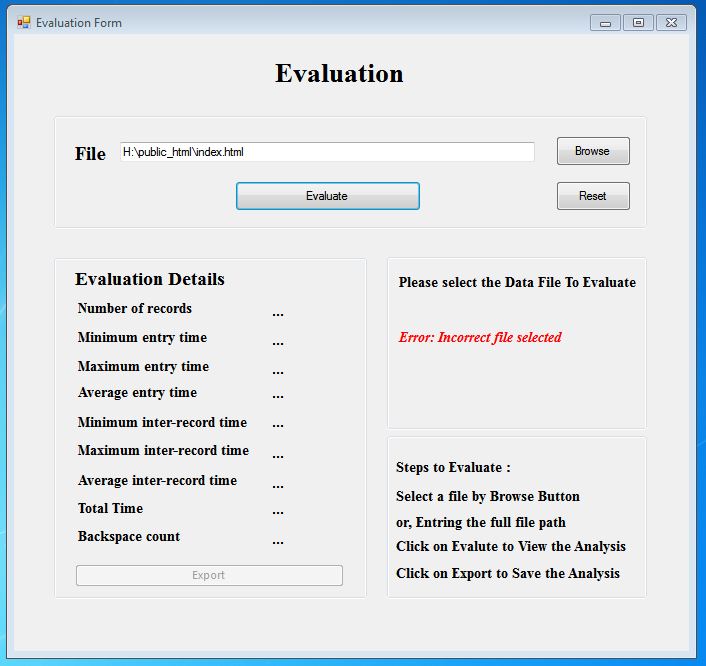 Evaluation Form
Evaluation
File
H:\public_html\index.html
Browse
Evaluate
Reset
Evaluation Details
Number of records ...
Minimum entry time ...
Maximum entry time ...
Average entry time ...
Minimum inter-record time ...
Maximum inter-record time ...
Average inter-record time ...
Total Time ...
Backspace count ...
Export
Please select the Data File To Evaluate
Error: Incorrect file selected
Steps to Evaluate :
Select a file by Browse Button
or, Entring the full file path
Click on Evalute to View the Analysis
Click on Export to Save the Analysis